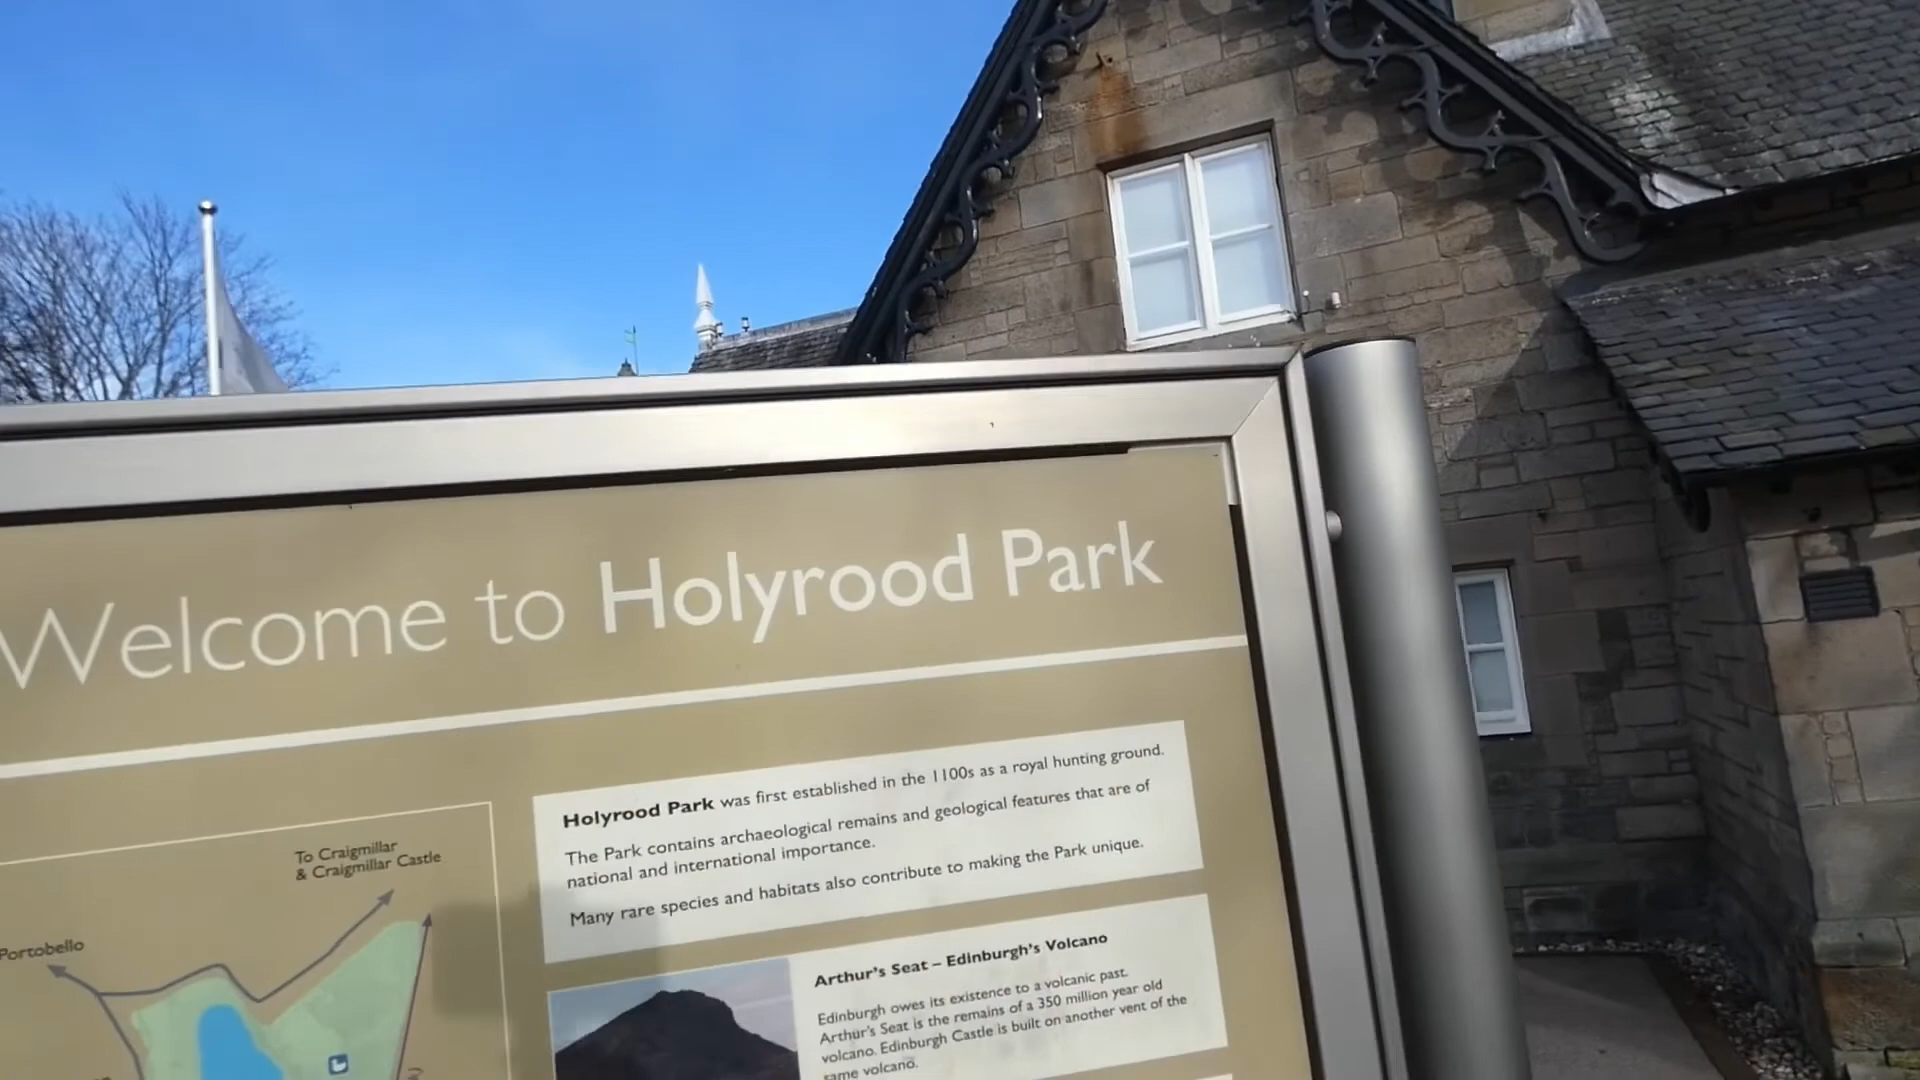 Welcome to Holyrood Park
Holyrood Park was first established in the 1100s as a royal hunting ground.
The Park contains archaeological remains and geological features that are of
national and international importance.
Many rare species and habitats also contribute to making the Park unique.
To Craigmillar
& Craigmillar Castle
Portobello
Arthur's Seat – Edinburgh's Volcano
Edinburgh owes its existence to a volcanic past.
Arthur's Seat is the remains of a 350 million year old
volcano. Edinburgh Castle is built on another vent of the
same volcano.